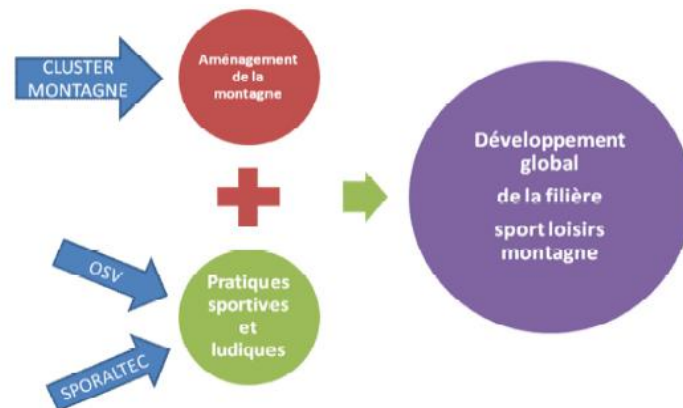 CLUSTER
MONTAGNE
Aménagement
de la
montagne
Développement
global
de la filière
sport loisirs
montagne
OSV
Pratiques
sportives
et
ludiques
SPORALTEC